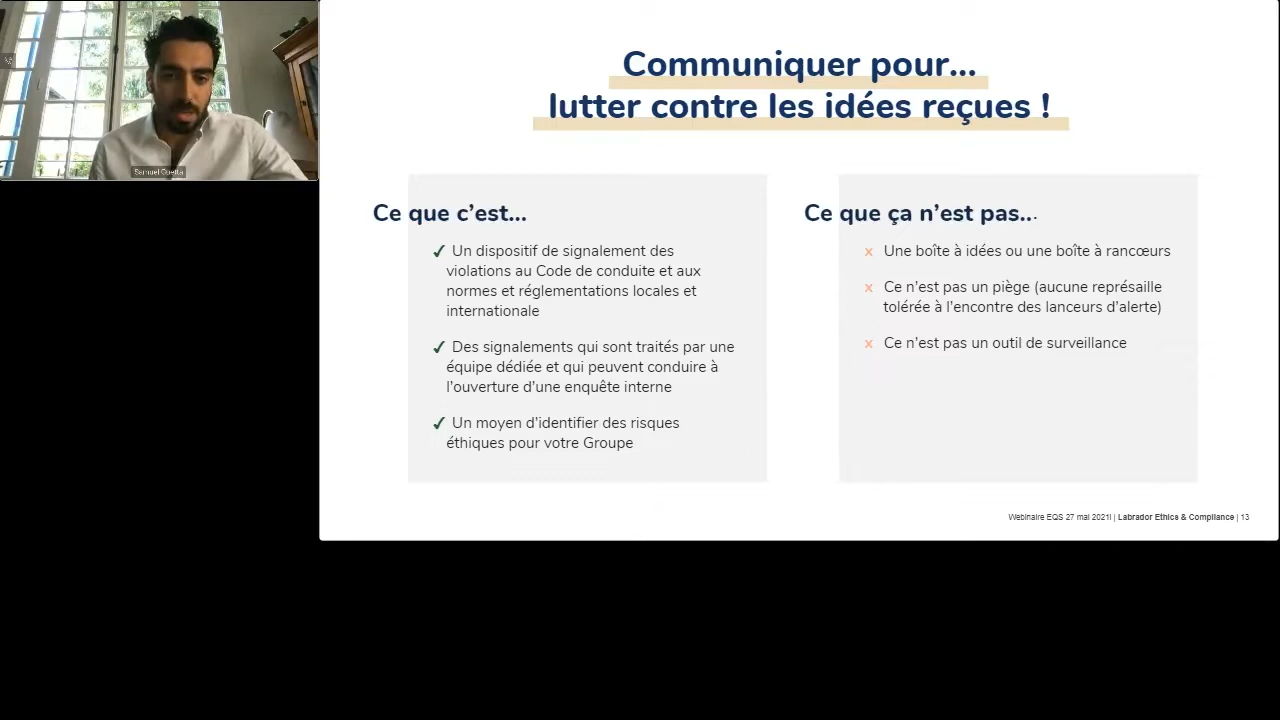 Communiquer pour...
lutter contre les idées reçues !
Samuel Guetta
Ce que c’est...
✓ Un dispositif de signalement des
violations au Code de conduite et aux
normes et réglementations locales et
internationale
✓ Des signalements qui sont traités par une
équipe dédiée et qui peuvent conduire à
l’ouverture d’une enquête interne
✓ Un moyen d’identifier des risques
éthiques pour votre Groupe
Ce que ça n’est pas...
x Une boîte à idées ou une boîte à rancœurs
x Ce n’est pas un piège (aucune représaille
tolérée à l’encontre des lanceurs d’alerte)
x Ce n’est pas un outil de surveillance
Webinaire EQS 27 mai 2021 | Labrador Ethics & Compliance | 13